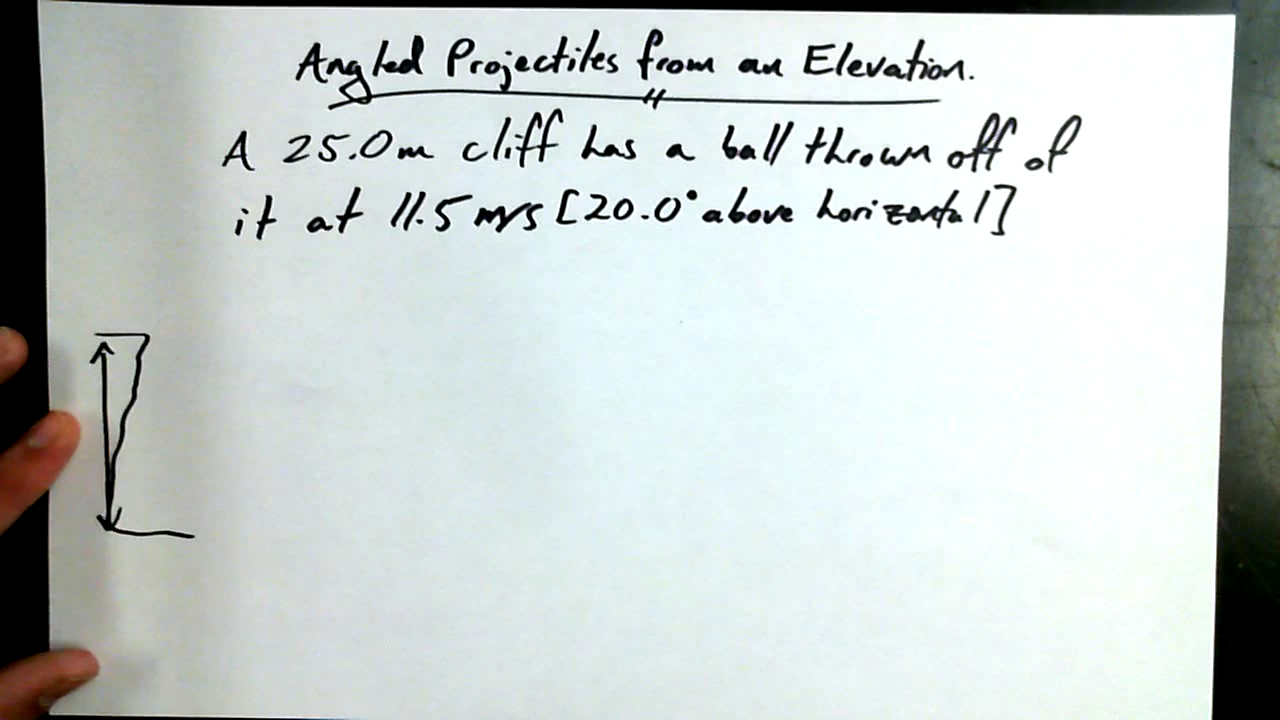 Angled Projectiles from an Elevation.
A 25.0m cliff has a ball thrown off of
it at 11.5 m/s [20.0° above horizontal]